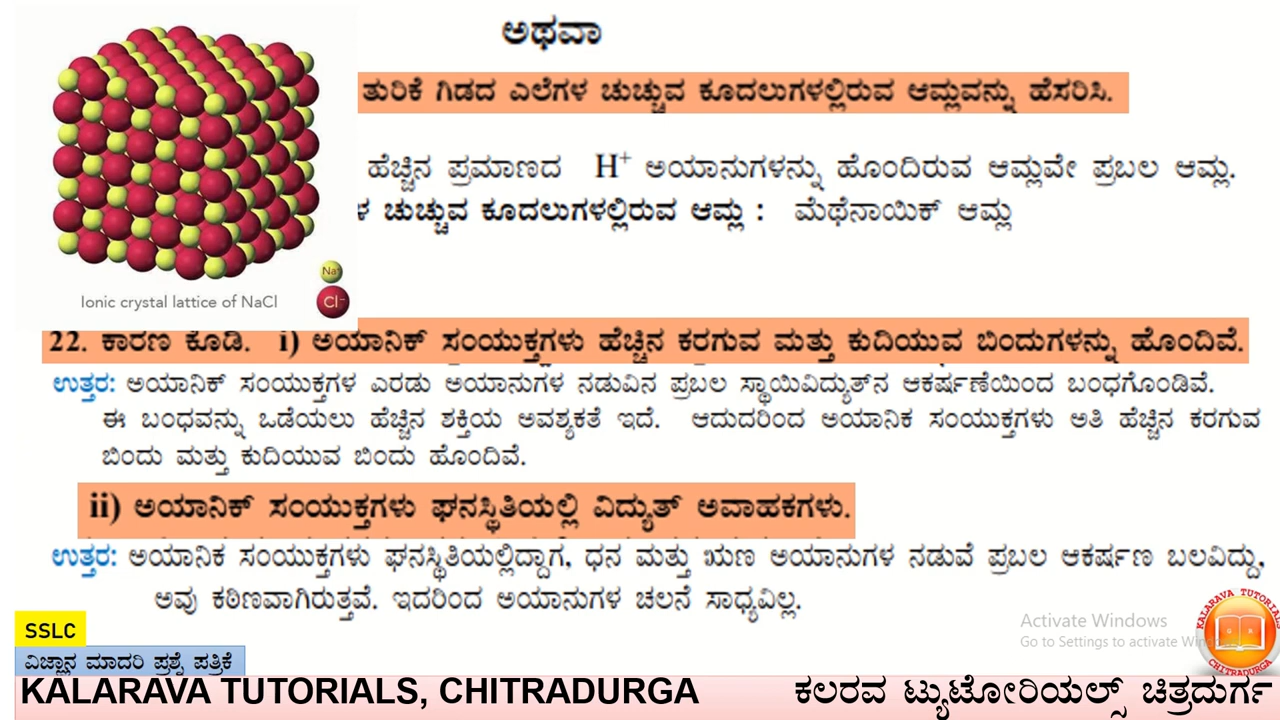 ಅಥವಾ
ತುರಿಕೆ ಗಿಡದ ಎಲೆಗಳ ಚುಚ್ಚುವ ಕೂದಲುಗಳಲ್ಲಿರುವ ಆಮ್ಲವನ್ನು ಹೆಸರಿಸಿ.
ಹೆಚ್ಚಿನ ಪ್ರಮಾಣದ H⁺ ಅಯಾನುಗಳನ್ನು ಹೊಂದಿರುವ ಆಮ್ಲವೇ ಪ್ರಬಲ ಆಮ್ಲ.
ಳ ಚುಚ್ಚುವ ಕೂದಲುಗಳಲ್ಲಿರುವ ಆಮ್ಲ : ಮೆಥೆನಾಯಿಕ್ ಆಮ್ಲ
Na⁺
Cl⁻
Ionic crystal lattice of NaCl
22. ಕಾರಣ ಕೊಡಿ. i) ಅಯಾನಿಕ್ ಸಂಯುಕ್ತಗಳು ಹೆಚ್ಚಿನ ಕರಗುವ ಮತ್ತು ಕುದಿಯುವ ಬಿಂದುಗಳನ್ನು ಹೊಂದಿವೆ.
ಉತ್ತರ: ಅಯಾನಿಕ್ ಸಂಯುಕ್ತಗಳ ಎರಡು ಅಯಾನುಗಳ ನಡುವಿನ ಪ್ರಬಲ ಸ್ಥಾಯಿವಿದ್ಯುತ್‌ನ ಆಕರ್ಷಣೆಯಿಂದ ಬಂಧಗೊಂಡಿವೆ.
ಈ ಬಂಧವನ್ನು ಒಡೆಯಲು ಹೆಚ್ಚಿನ ಶಕ್ತಿಯ ಅವಶ್ಯಕತೆ ಇದೆ. ಆದುದರಿಂದ ಅಯಾನಿಕ ಸಂಯುಕ್ತಗಳು ಅತಿ ಹೆಚ್ಚಿನ ಕರಗುವ
ಬಿಂದು ಮತ್ತು ಕುದಿಯುವ ಬಿಂದು ಹೊಂದಿವೆ.
ii) ಅಯಾನಿಕ್ ಸಂಯುಕ್ತಗಳು ಘನಸ್ಥಿತಿಯಲ್ಲಿ ವಿದ್ಯುತ್ ಅವಾಹಕಗಳು.
ಉತ್ತರ: ಅಯಾನಿಕ ಸಂಯುಕ್ತಗಳು ಘನಸ್ಥಿತಿಯಲ್ಲಿದ್ದಾಗ, ಧನ ಮತ್ತು ಋಣ ಅಯಾನುಗಳ ನಡುವೆ ಪ್ರಬಲ ಆಕರ್ಷಣ ಬಲವಿದ್ದು,
ಅವು ಕಠಿಣವಾಗಿರುತ್ತವೆ. ಇದರಿಂದ ಅಯಾನುಗಳ ಚಲನೆ ಸಾಧ್ಯವಿಲ್ಲ.
Activate Windows
Go to Settings to activate Win
KALARAVA TUTORIALS
CHITRADURGA
SSLC
ವಿಜ್ಞಾನ ಮಾದರಿ ಪ್ರಶ್ನೆ ಪತ್ರಿಕೆ
KALARAVA TUTORIALS, CHITRADURGA ಕಲರವ ಟ್ಯುಟೋರಿಯಲ್ಸ್ ಚಿತ್ರದುರ್ಗ